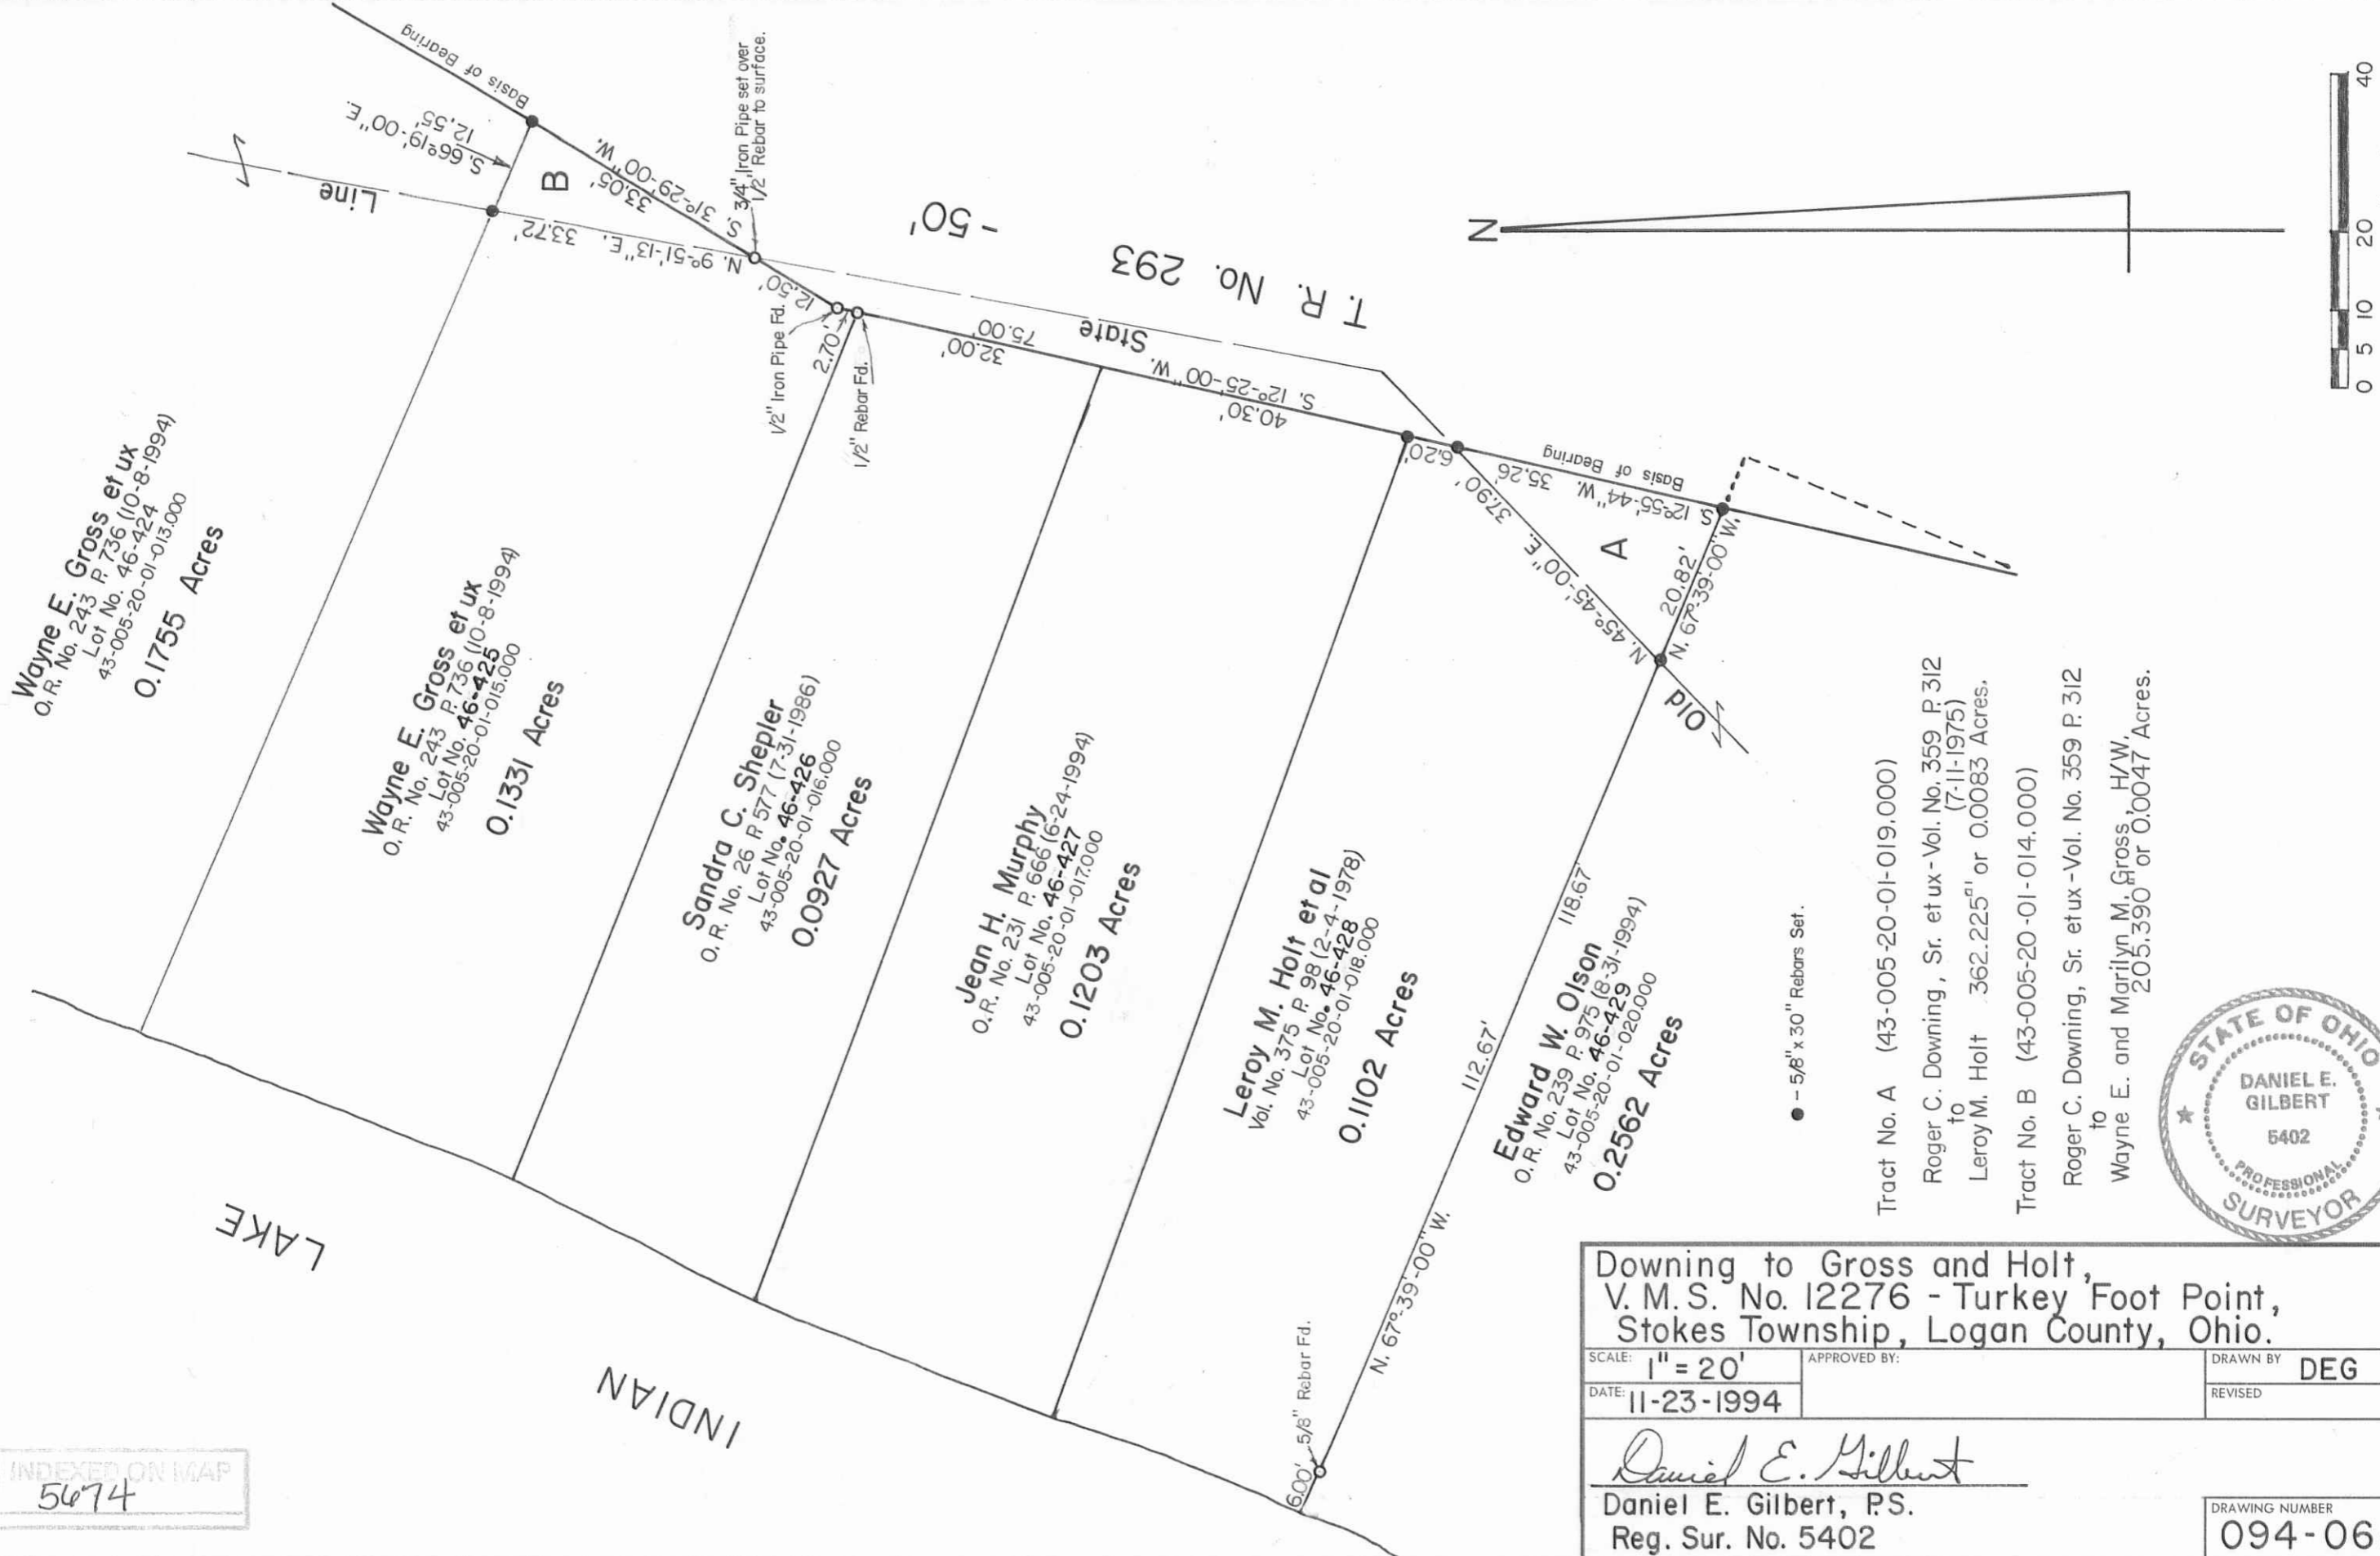 Basis of Bearing
S. 66°19'-00" E.
12.55'
Line
B
S. 31°-29'-00" W.
33.05'
N. 9°-51'-13" E. 33.72'
3/4" Iron Pipe set over
1/2" Rebar to surface.
12.50'
1/2" Iron Pipe Fd.
2.70'
1/2" Rebar Fd.
T. R. No. 293 - 50'
State
75.00'
32.00'
S. 12°-25'-00" W.
40.30'
6.20'
Basis of Bearing
S. 12°-55'-44" W. 35.26'
37.90'
N. 45°-45'-00" E.
A
20.82'
N. 67°-39'-00" W.
Old
N
0 5 10 20 40
Wayne E. Gross et ux
O.R. No. 243 P. 736 (10-8-1994)
Lot No. 46-424
43-005-20-01-013.000
0.1755 Acres
Wayne E. Gross et ux
O.R. No. 243 P. 736 (10-8-1994)
Lot No. 46-425
43-005-20-01-015.000
0.1331 Acres
Sandra C. Shepler
O.R. No. 26 P. 577 (7-31-1986)
Lot No. 46-426
43-005-20-01-016.000
0.0927 Acres
Jean H. Murphy
O.R. No. 231 P. 666 (6-24-1994)
Lot No. 46-427
43-005-20-01-017.000
0.1203 Acres
Leroy M. Holt et al
Vol. No. 375 P. 98 (2-4-1978)
Lot No. 46-428
43-005-20-01-018.000
0.1102 Acres
118.67'
112.67'
N. 67°-39'-00" W.
Edward W. Olson
O.R. No. 239 P. 975 (8-31-1994)
Lot No. 46-429
43-005-20-01-020.000
0.2562 Acres
6.00'
5/8" Rebar Fd.
INDIAN LAKE
● - 5/8" x 30" Rebars Set.
Tract No. A (43-005-20-01-019.000)
Roger C. Downing, Sr. et ux - Vol. No. 359 P. 312
(7-11-1975)
to
Leroy M. Holt 362.225□' or 0.0083 Acres.
Tract No. B (43-005-20-01-014.000)
Roger C. Downing, Sr. et ux - Vol. No. 359 P. 312
to
Wayne E. and Marilyn M. Gross, H/W,
205.390□' or 0.0047 Acres.
STATE OF OHIO
DANIEL E.
GILBERT
5402
PROFESSIONAL
SURVEYOR
Downing to Gross and Holt,
V. M. S. No. 12276 - Turkey Foot Point,
Stokes Township, Logan County, Ohio.
SCALE: 1" = 20'
APPROVED BY:
DRAWN BY DEG
DATE: 11-23-1994
REVISED
Daniel E. Gilbert
Daniel E. Gilbert, P.S.
Reg. Sur. No. 5402
DRAWING NUMBER
094-06
INDEXED ON MAP
5674